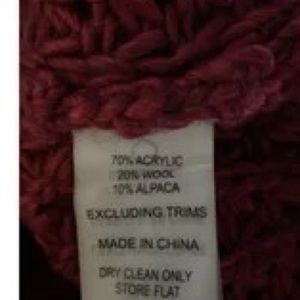 70% ACRYLIC
20% WOOL
10% ALPACA
EXCLUDING TRIMS
MADE IN CHINA
DRY CLEAN ONLY
STORE FLAT